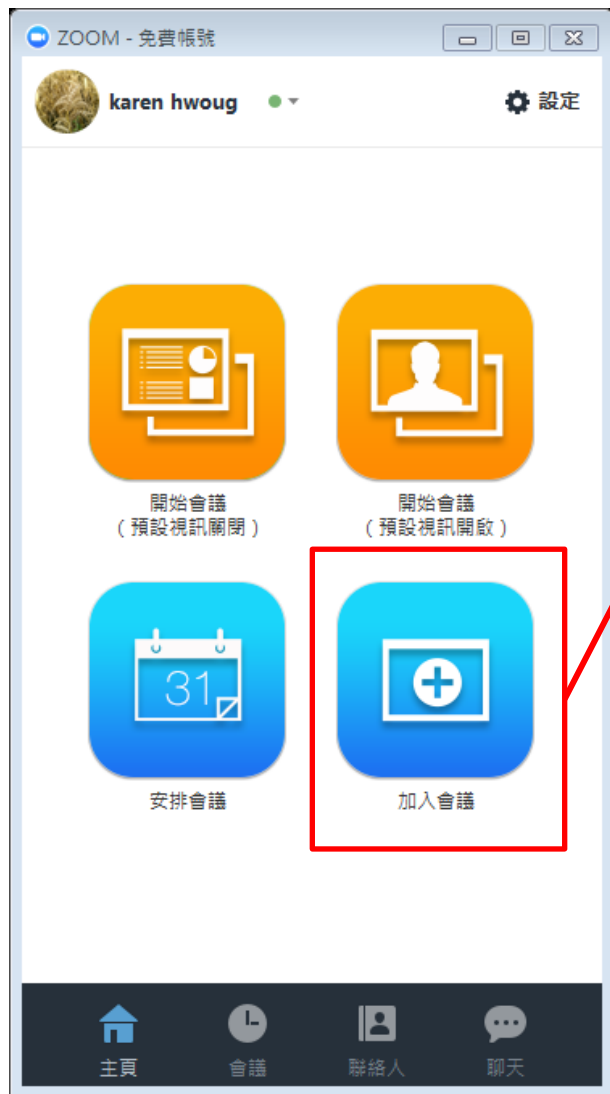 ZOOM - 免費帳號
karen hwoug
設定
開始會議
（預設視訊關閉）
開始會議
（預設視訊開啟）
31
安排會議
加入會議
主頁
會議
聯絡人
聊天